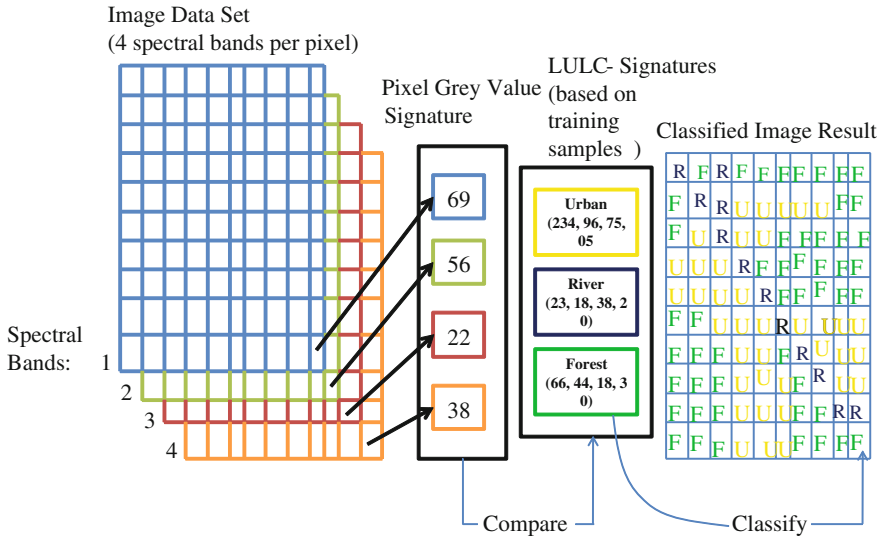 Image Data Set
(4 spectral bands per pixel)
Pixel Grey Value
Signature
LULC- Signatures
(based on
training
samples )
Classified Image Result
69
56
22
38
Urban
(234, 96, 75,
05)
River
(23, 18, 38, 2
0)
Forest
(66, 44, 18, 3
0)
Spectral
Bands:
1
2
3
4
R F R F F F F F F F
F R R U U U U U F F
F U R U U F F F F F
U U U R F F F F F F
U U U U R F F F F F
F F U U U R U U U U
F F F U U F R U U U
F F F U U U F R U U
F F F U U U F F R R
F F F U U U F F F F
Compare
Classify